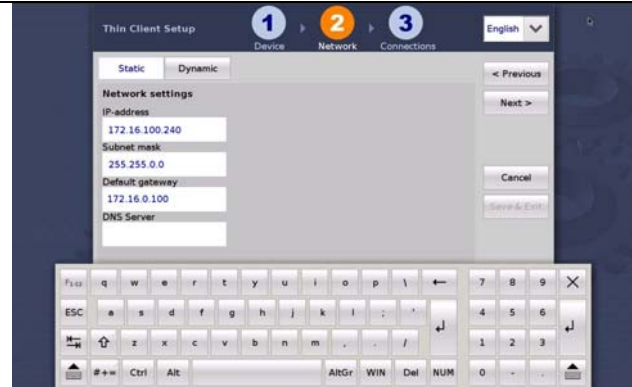 Thin Client Setup
1 2 3
Device Network Connections
English
Static Dynamic
< Previous
Network settings
Next >
IP-address
172.16.100.240
Subnet mask
255.255.0.0
Cancel
Default gateway
172.16.0.100
Save & Exit
DNS Server
F1-12 q w e r t y u i o p \ ← 7 8 9 X
ESC a s d f g h j k l ; ' 4 5 6
z x c v b n m , . / 1 2 3
#+= Ctrl Alt AltGr WIN Del NUM 0 - .